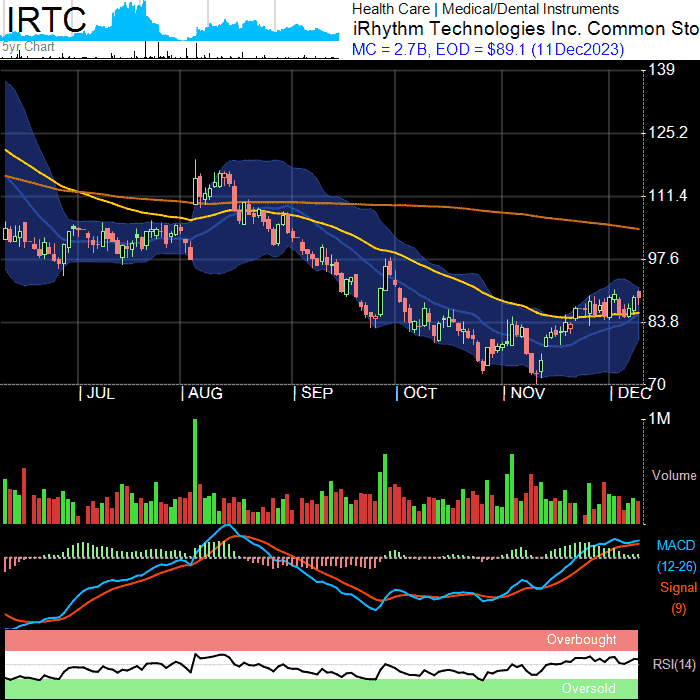 IRTC
5yr Chart
Health Care | Medical/Dental Instruments
iRhythm Technologies Inc. Common Sto
MC = 2.7B, EOD = $89.1 (11Dec2023)
139
125.2
111.4
97.6
83.8
70
JUL AUG SEP OCT NOV DEC
1M
Volume
MACD
(12-26)
Signal
(9)
Overbought
RSI(14)
Oversold